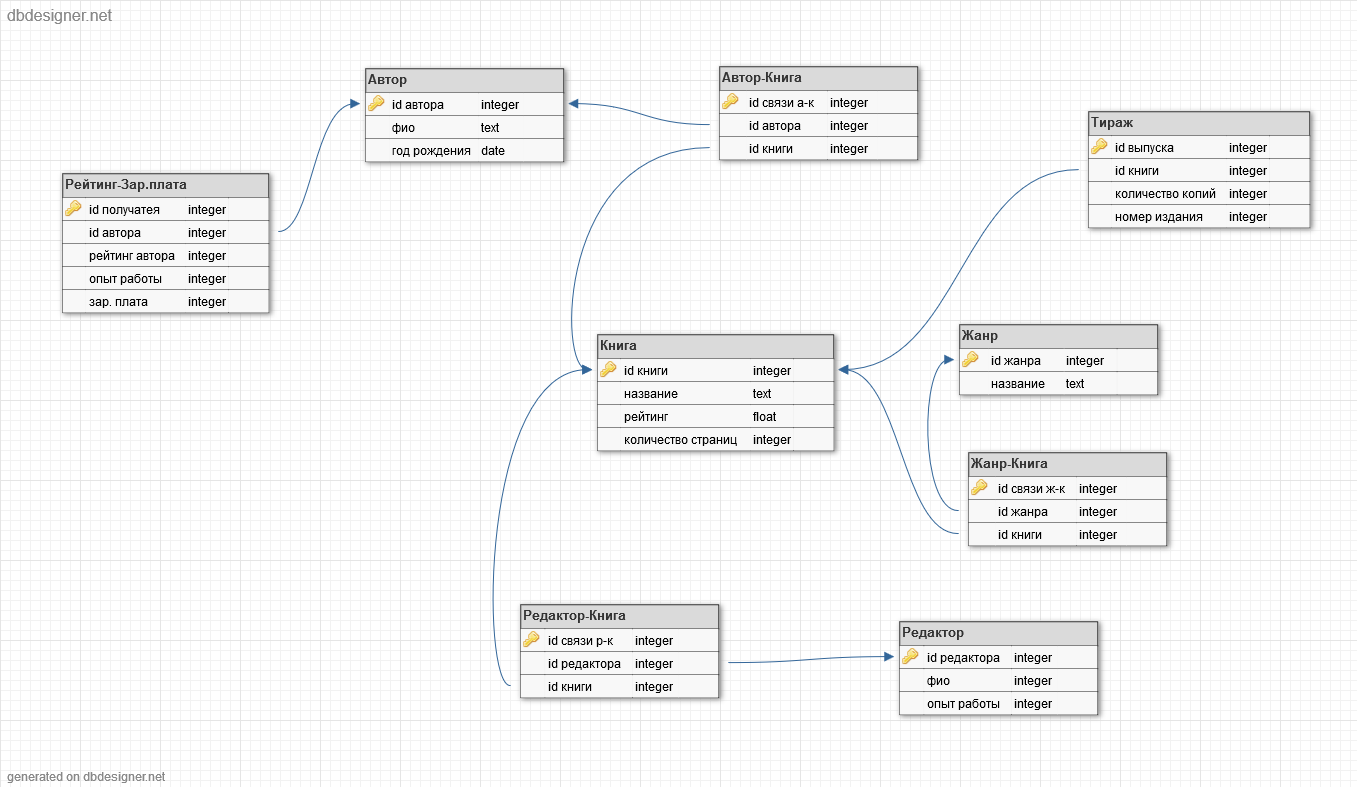 dbdesigner.net
Автор
id автора integer
фио text
год рождения date
Автор-Книга
id связи а-к integer
id автора integer
id книги integer
Тираж
id выпуска integer
id книги integer
количество копий integer
номер издания integer
Рейтинг-Зар.плата
id получатея integer
id автора integer
рейтинг автора integer
опыт работы integer
зар. плата integer
Книга
id книги integer
название text
рейтинг float
количество страниц integer
Жанр
id жанра integer
название text
Жанр-Книга
id связи ж-к integer
id жанра integer
id книги integer
Редактор-Книга
id связи р-к integer
id редактора integer
id книги integer
Редактор
id редактора integer
фио integer
опыт работы integer
generated on dbdesigner.net